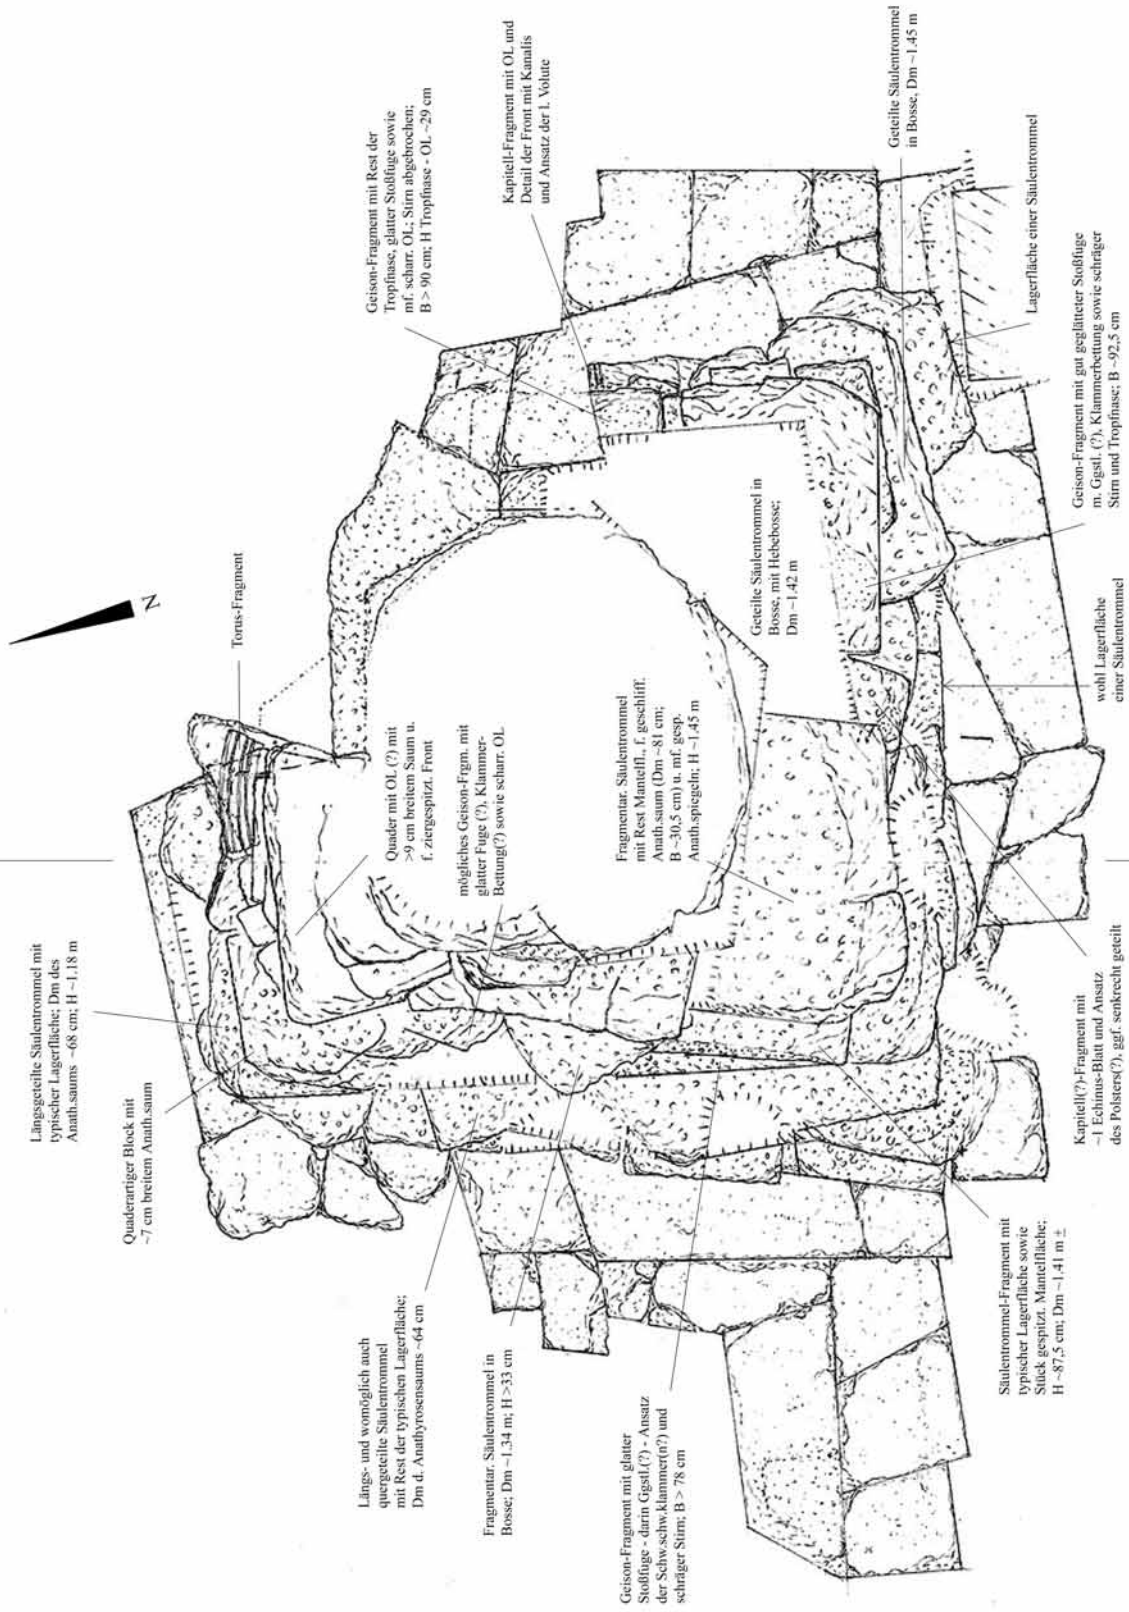 Längsgeteilte Säulentrommel mit
typischer Lagerfläche; Dm des
Anath.saums ~68 cm; H ~1.18 m
Quaderartiger Block mit
~7 cm breitem Anath.saum
Längs- und womöglich auch
quergeteilte Säulentrommel
mit Rest der typischen Lagerfläche;
Dm d. Anathyrosensaums ~64 cm
Fragmentar. Säulentrommel in
Bosse; Dm ~1.34 m; H >33 cm
Geison-Fragment mit glatter
Stoßfuge - darin Ggstl.(?) - Ansatz
der Schw.schw.klammer(n?) und
schräger Stirn; B > 78 cm
Säulentrommel-Fragment mit
typischer Lagerfläche sowie
Stück gespitzt. Mantelfläche;
H ~87,5 cm; Dm ~1.41 m ±
Kapitell(?)-Fragment mit
~1 Echinus-Blatt und Ansatz
des Polsters(?), ggf. senkrecht geteilt
wohl Lagerfläche
einer Säulentrommel
Torus-Fragment
N
Quader mit OL (?) mit
>9 cm breitem Saum u.
f. ziergespitzt. Front
mögliches Geison-Frgm. mit
glatter Fuge (?), Klammer-
Bettung(?) sowie scharr. OL
Fragmentar. Säulentrommel
mit Rest Mantelfl., f. geschliff.
Anath.saum (Dm ~81 cm;
B ~30,5 cm) u. mf. gesp.
Anath.spiegeln; H ~1.45 m
Geteilte Säulentrommel in
Bosse, mit Hebebosse;
Dm ~1.42 m
Geison-Fragment mit Rest der
Tropfnase, glatter Stoßfuge sowie
mf. scharr. OL; Stirn abgebrochen;
B > 90 cm; H Tropfnase - OL ~29 cm
Kapitell-Fragment mit OL und
Detail der Front mit Kanalis
und Ansatz der l. Volute
Geteilte Säulentrommel
in Bosse, Dm ~1.45 m
Lagerfläche einer Säulentrommel
Geison-Fragment mit gut geglätteter Stoßfuge
m. Ggstl. (?), Klammerbettung sowie schräger
Stirn und Tropfnase; B ~92,5 cm